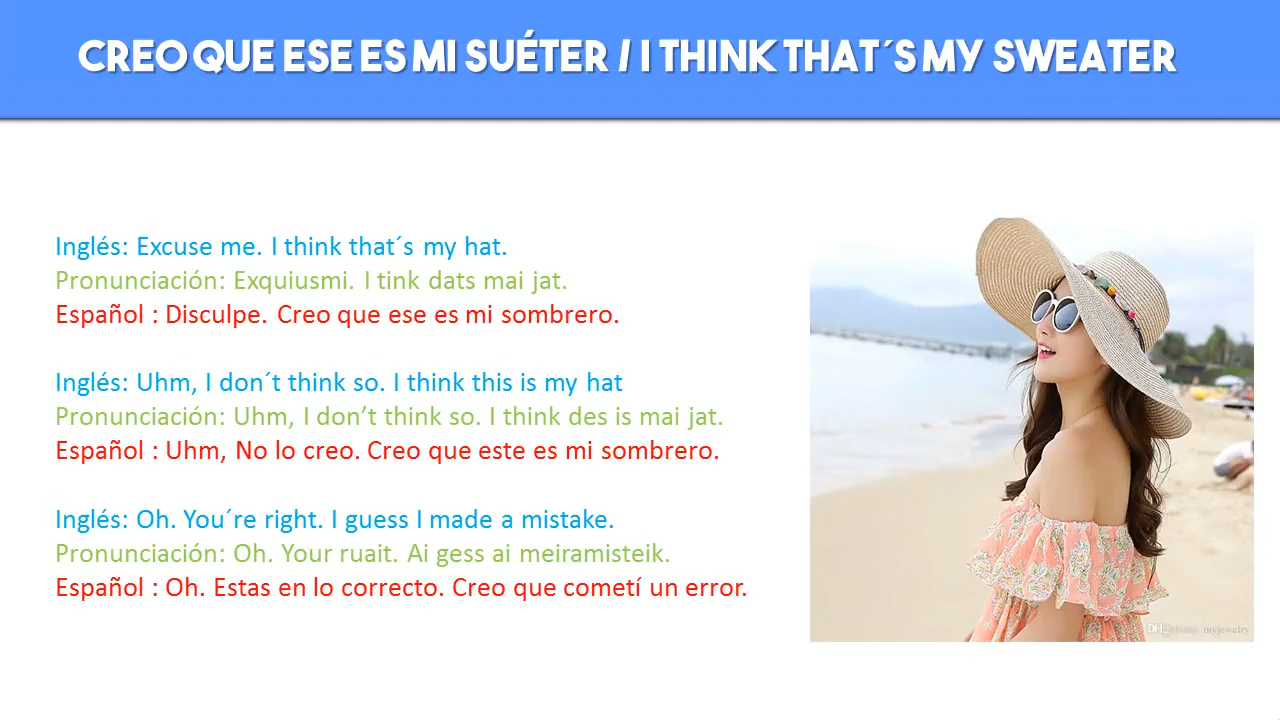 CREO QUE ESE ES MI SUÉTER / I THINK THAT´S MY SWEATER
Inglés: Excuse me. I think that´s my hat.
Pronunciación: Exquiusmi. I tink dats mai jat.
Español : Disculpe. Creo que ese es mi sombrero.
Inglés: Uhm, I don´t think so. I think this is my hat
Pronunciación: Uhm, I don’t think so. I think des is mai jat.
Español : Uhm, No lo creo. Creo que este es mi sombrero.
Inglés: Oh. You´re right. I guess I made a mistake.
Pronunciación: Oh. Your ruait. Ai gess ai meiramisteik.
Español : Oh. Estas en lo correcto. Creo que cometí un error.
myjewelry